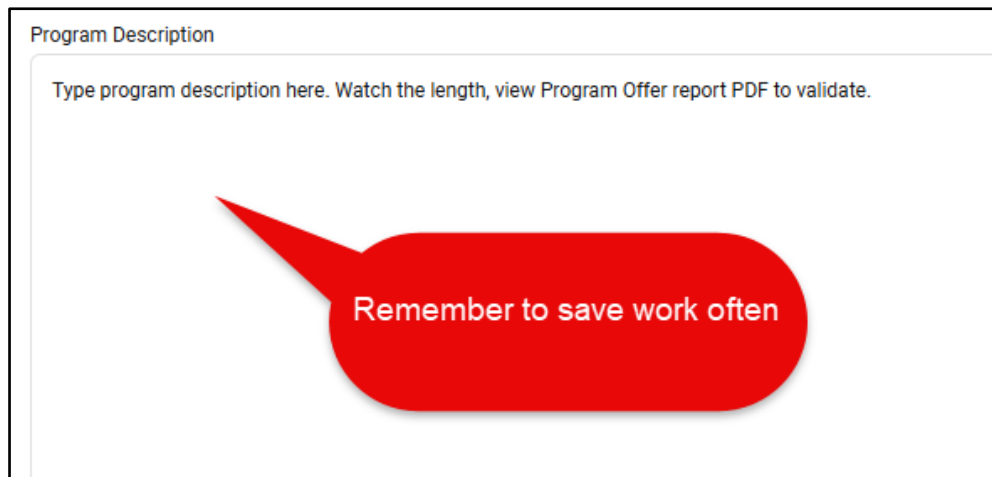 Program Description
Type program description here. Watch the length, view Program Offer report PDF to validate.
Remember to save work often